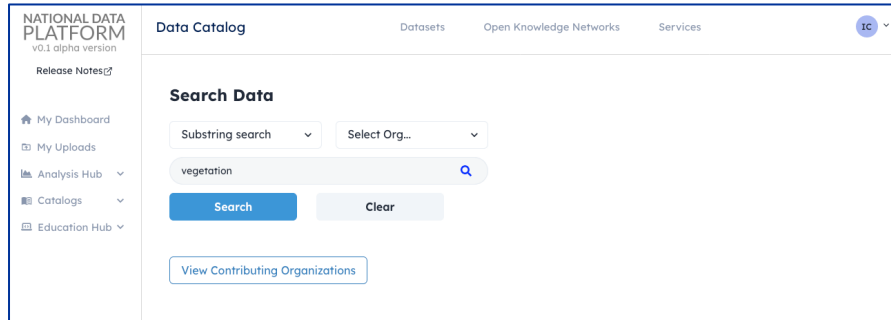 NATIONAL DATA
PLATFORM
v0.1 alpha version
Release Notes
My Dashboard
My Uploads
Analysis Hub
Catalogs
Education Hub
Data Catalog
Datasets
Open Knowledge Networks
Services
IC
Search Data
Substring search
Select Org...
vegetation
Search
Clear
View Contributing Organizations